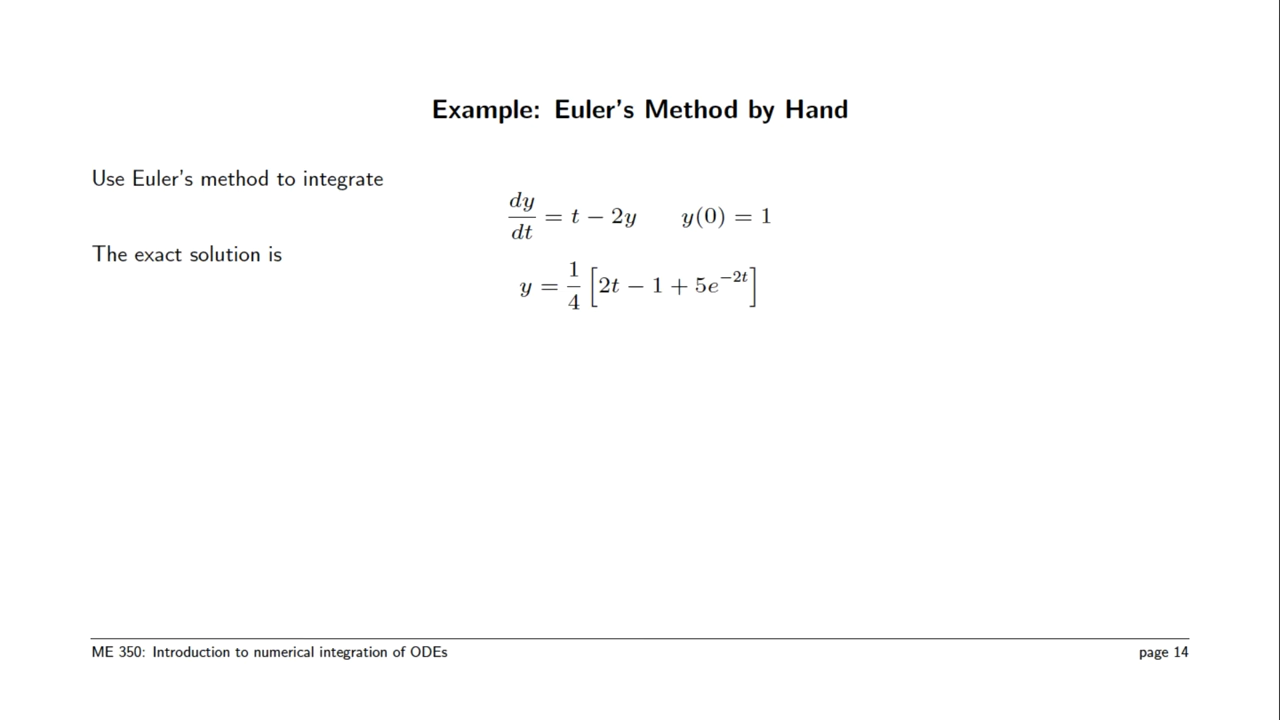 Example: Euler's Method by Hand
Use Euler's method to integrate
dy/dt = t − 2y   y(0) = 1
The exact solution is
y = 1/4 [2t − 1 + 5e^{−2t}]
ME 350: Introduction to numerical integration of ODEs page 14